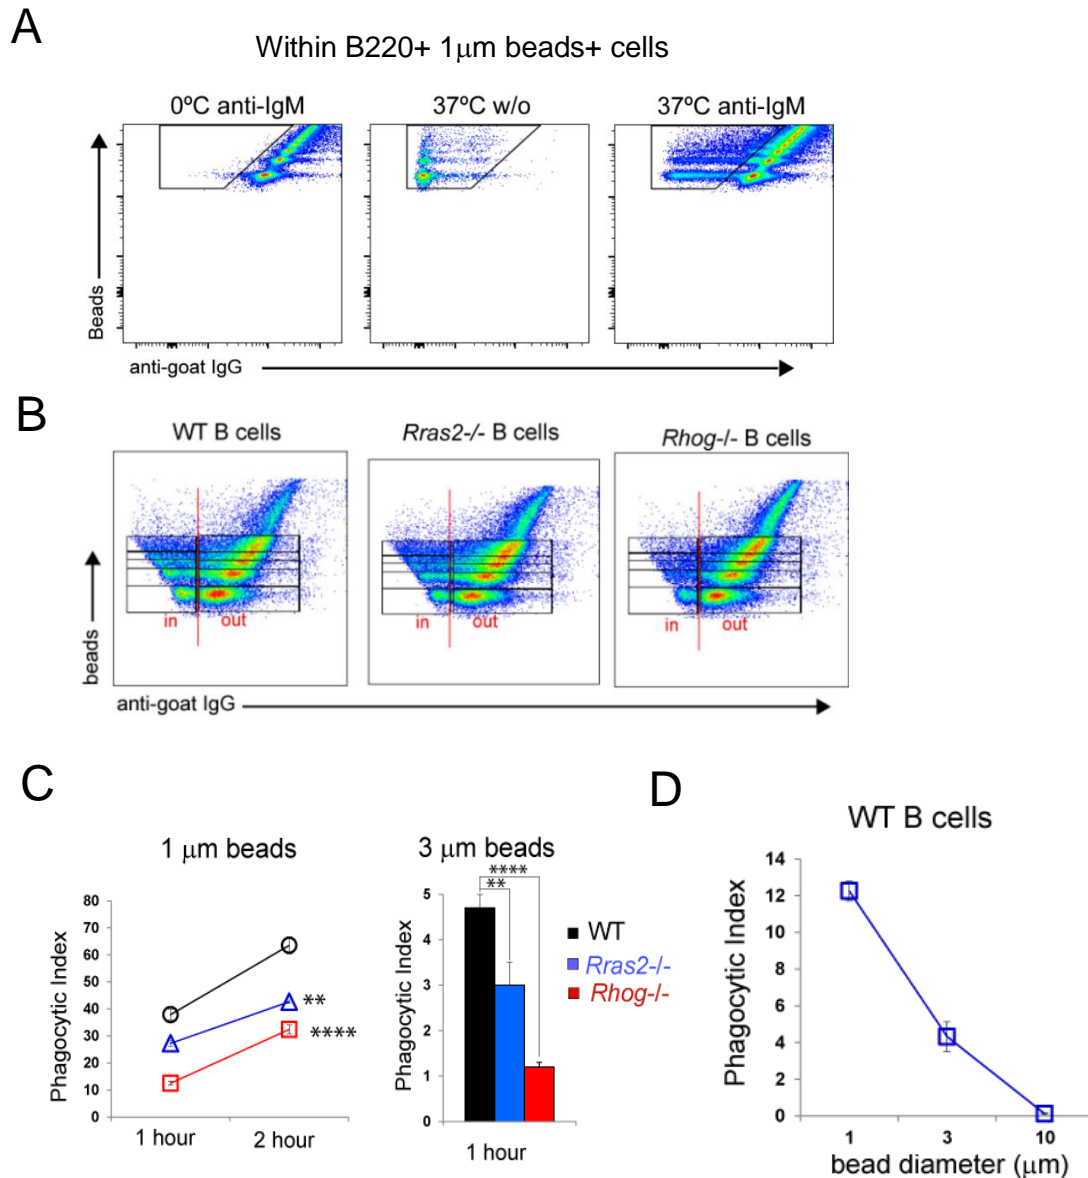 A
Within B220+ 1μm beads+ cells
0ºC anti-IgM
37ºC w/o
37ºC anti-IgM
Beads
anti-goat IgG
B
WT B cells
Rras2-/- B cells
Rhog-/- B cells
in
out
in
out
in
out
beads
anti-goat IgG
C
1 μm beads
Phagocytic Index
80
70
60
50
40
30
20
10
0
**
****
1 hour
2 hour
3 μm beads
****
**
Phagocytic Index
5
4
3
2
1
0
1 hour
WT
Rras2-/-
Rhog-/-
D
WT B cells
Phagocytic Index
14
12
10
8
6
4
2
0
1
3
10
bead diameter (μm)